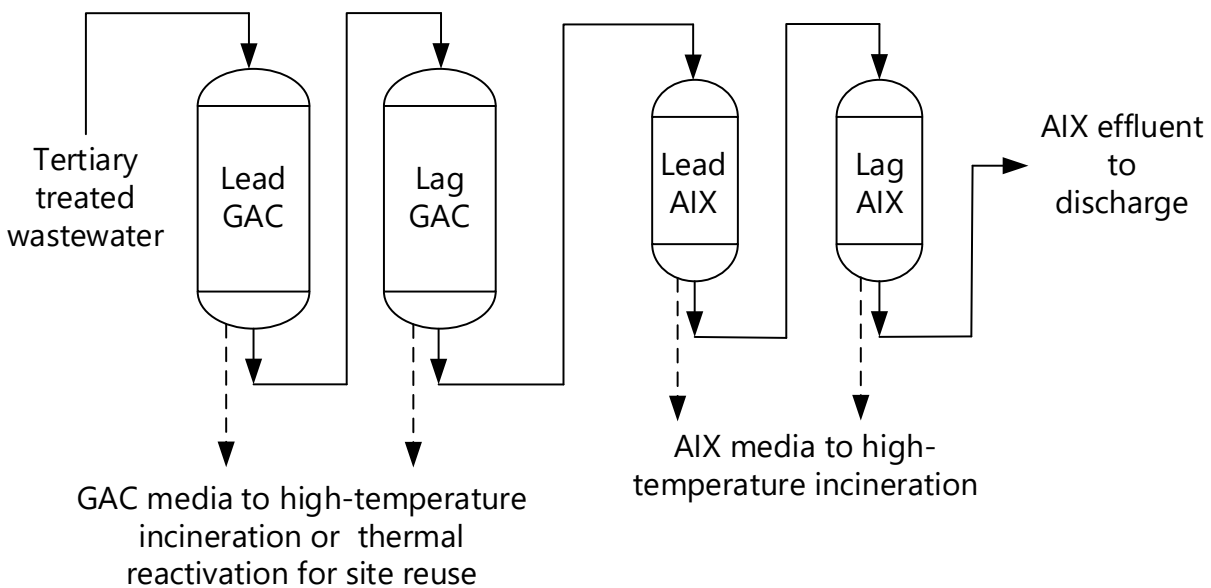 Tertiary
treated
wastewater
Lead
GAC
Lag
GAC
Lead
AIX
Lag
AIX
AIX effluent
to
discharge
GAC media to high-temperature
incineration or thermal
reactivation for site reuse
AIX media to high-
temperature incineration